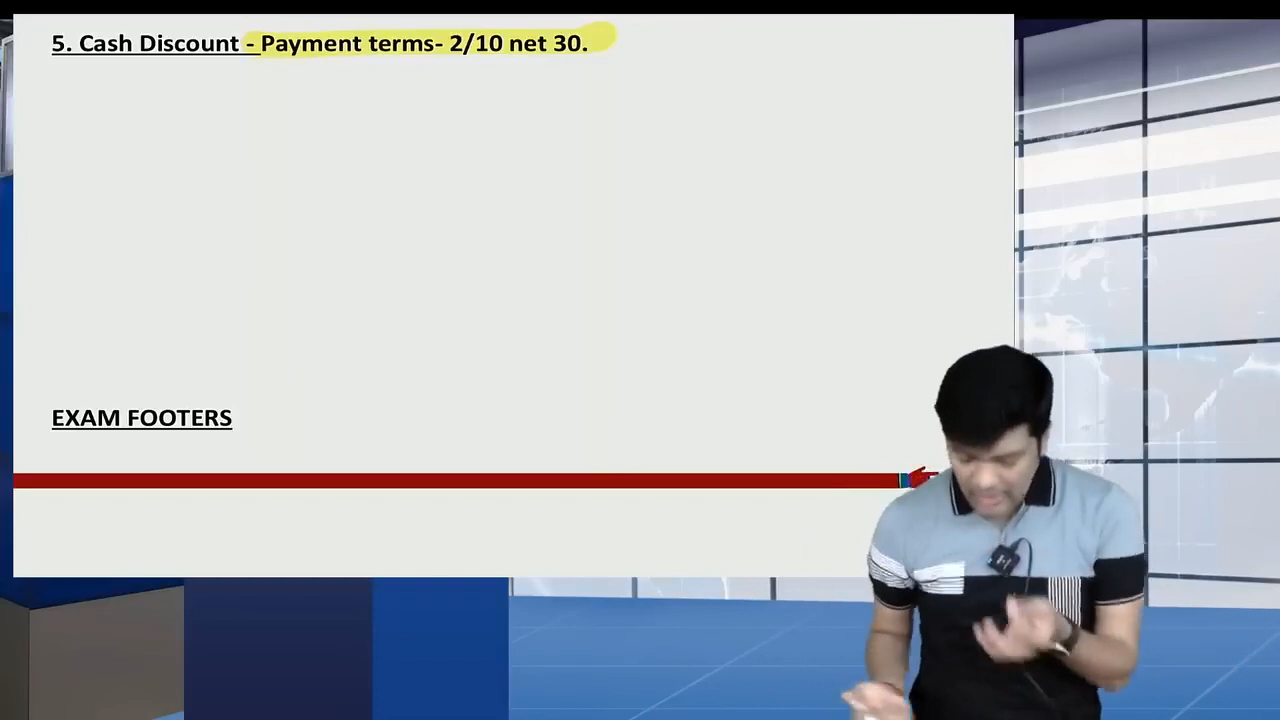 5. Cash Discount - Payment terms- 2/10 net 30.
EXAM FOOTERS